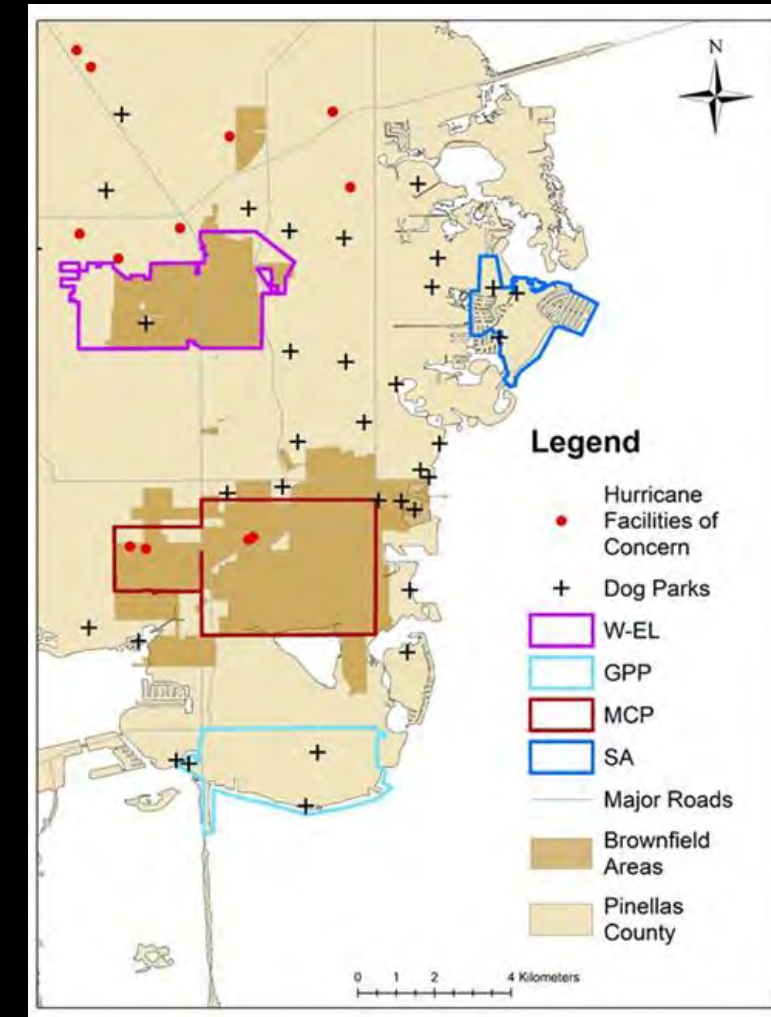 N
Legend
Hurricane
Facilities of
Concern
Dog Parks
W-EL
GPP
MCP
SA
Major Roads
Brownfield
Areas
Pinellas
County
0 1 2 4 Kilometers